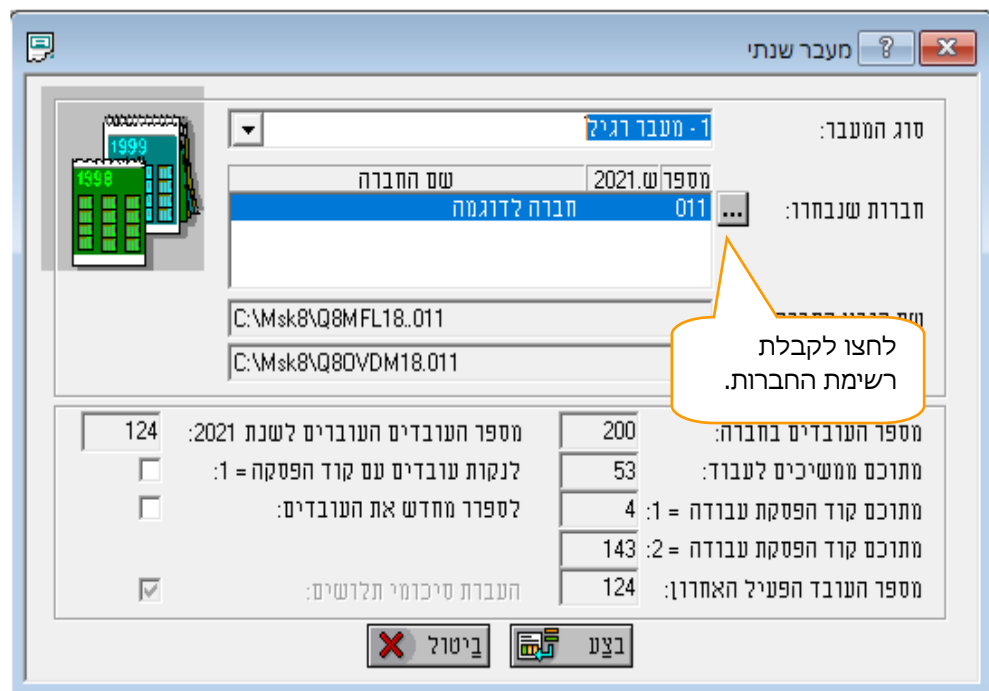 מעבר שנתי
1999
1998
סוג המעבר:
1 - מעבר רגיל
מספר ש.2021 שם החברה
חברות שנבחרו:
... 011 חברה לדוגמה
C:\Msk8\Q8MFL18..011
C:\Msk8\Q8OVDM18.011
לחצו לקבלת
רשימת החברות.
מספר העובדים בחברה: 200
מתוכם ממשיכים לעבוד: 53
מתוכם קוד הפסקת עבודה = 1: 4
מתוכם קוד הפסקת עבודה = 2: 143
מספר העובד הפעיל האחרון: 124
מספר העובדים העוברים לשנת 2021: 124
לנקות עובדים עם קוד הפסקה = 1:
לספרר מחדש את העובדים:
העברת סיכומי תלושים:
בצע
ביטול